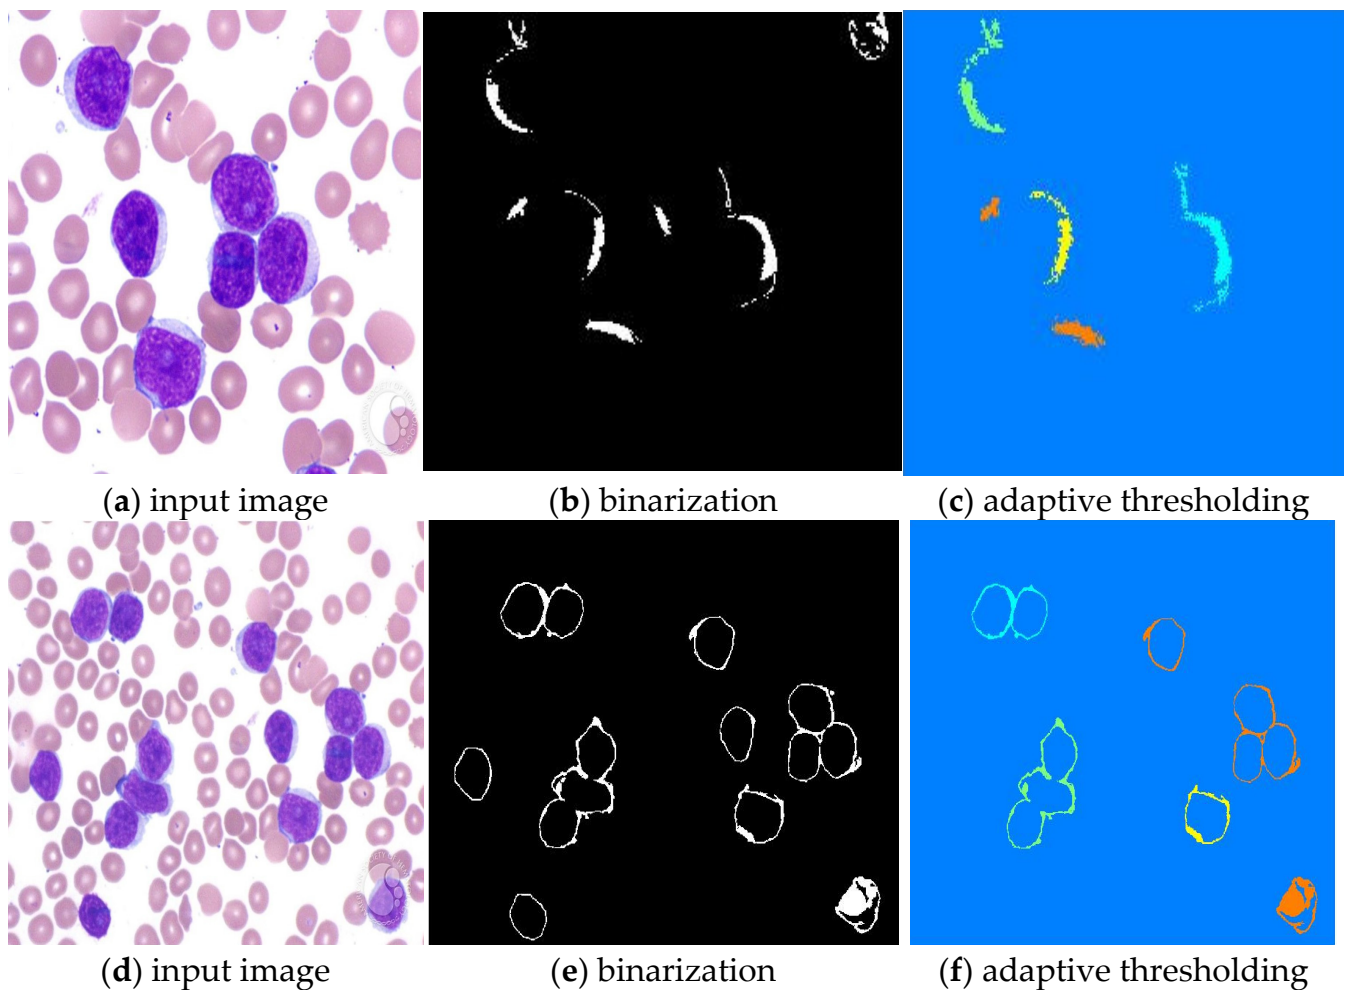 (a) input image
(b) binarization
(c) adaptive thresholding
(d) input image
(e) binarization
(f) adaptive thresholding